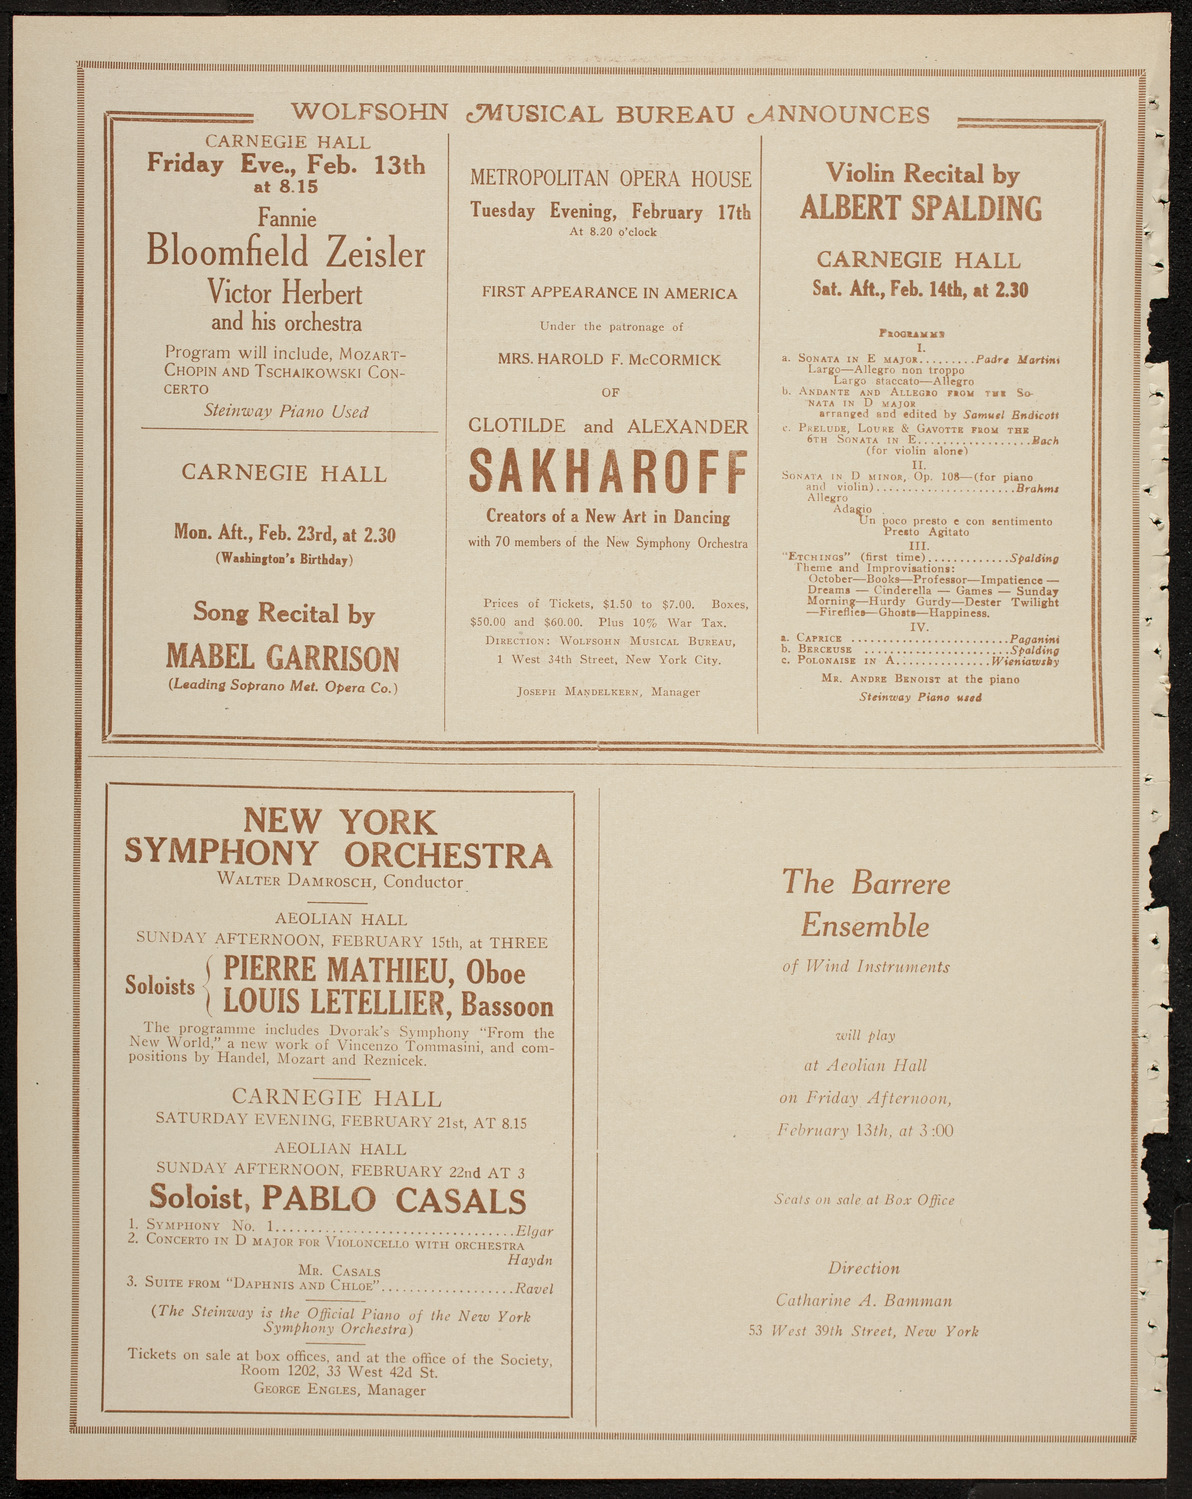 WOLFSOHN MUSICAL BUREAU ANNOUNCES
CARNEGIE HALL
Friday Eve., Feb. 13th
at 8.15
Fannie
Bloomfield Zeisler
Victor Herbert
and his orchestra
Program will include, MOZART-
CHOPIN AND TSCHAIKOWSKI CON-
CERTO
Steinway Piano Used
CARNEGIE HALL
Mon. Aft., Feb. 23rd, at 2.30
(Washington's Birthday)
Song Recital by
MABEL GARRISON
(Leading Soprano Met. Opera Co.)
METROPOLITAN OPERA HOUSE
Tuesday Evening, February 17th
At 8.20 o'clock
FIRST APPEARANCE IN AMERICA
Under the patronage of
MRS. HAROLD F. McCORMICK
OF
CLOTILDE and ALEXANDER
SAKHAROFF
Creators of a New Art in Dancing
with 70 members of the New Symphony Orchestra
Prices of Tickets, $1.50 to $7.00. Boxes,
$50.00 and $60.00. Plus 10% War Tax.
DIRECTION: WOLFSOHN MUSICAL BUREAU,
1 West 34th Street, New York City.
JOSEPH MANDELKERN, Manager
Violin Recital by
ALBERT SPALDING
CARNEGIE HALL
Sat. Aft., Feb. 14th, at 2.30
PROGRAMME
I.
a. SONATA IN E MAJOR.........Padre Martini
Largo—Allegro non troppo
Largo staccato—Allegro
b. ANDANTE AND ALLEGRO FROM THE SO-
NATA IN D MAJOR
arranged and edited by Samuel Endicott
c. PRELUDE, LOURE & GAVOTTE FROM THE
6TH SONATA IN E.................Bach
(for violin alone)
II.
SONATA IN D MINOR, Op. 108—(for piano
and violin).....................Brahms
Allegro
Adagio
Un poco presto e con sentimento
Presto Agitato
III.
"ETCHINGS" (first time)............Spalding
Theme and Improvisations:
October—Books—Professor—Impatience—
Dreams — Cinderella — Games — Sunday
Morning—Hurdy Gurdy—Dester Twilight
—Fireflies—Ghosts—Happiness.
IV.
a. CAPRICE ........................Paganini
b. BERCEUSE ......................Spalding
c. POLONAISE IN A..............Wieniawsky
MR. ANDRE BENOIST at the piano
Steinway Piano used
NEW YORK
SYMPHONY ORCHESTRA
WALTER DAMROSCH, Conductor
AEOLIAN HALL
SUNDAY AFTERNOON, FEBRUARY 15th, at THREE
Soloists { PIERRE MATHIEU, Oboe
LOUIS LETELLIER, Bassoon
The programme includes Dvorak's Symphony "From the
New World," a new work of Vincenzo Tommasini, and com-
positions by Handel, Mozart and Reznicek.
CARNEGIE HALL
SATURDAY EVENING, FEBRUARY 21st, AT 8.15
AEOLIAN HALL
SUNDAY AFTERNOON, FEBRUARY 22nd AT 3
Soloist, PABLO CASALS
1. SYMPHONY No. 1..................................Elgar
2. CONCERTO IN D MAJOR FOR VIOLONCELLO WITH ORCHESTRA
Haydn
MR. CASALS
3. SUITE FROM "DAPHNIS AND CHLOE"...................Ravel
(The Steinway is the Official Piano of the New York
Symphony Orchestra)
Tickets on sale at box offices, and at the office of the Society,
Room 1202, 33 West 42d St.
GEORGE ENGLES, Manager
The Barrere
Ensemble
of Wind Instruments
will play
at Aeolian Hall
on Friday Afternoon,
February 13th, at 3:00
Seats on sale at Box Office
Direction
Catharine A. Bamman
53 West 39th Street, New York